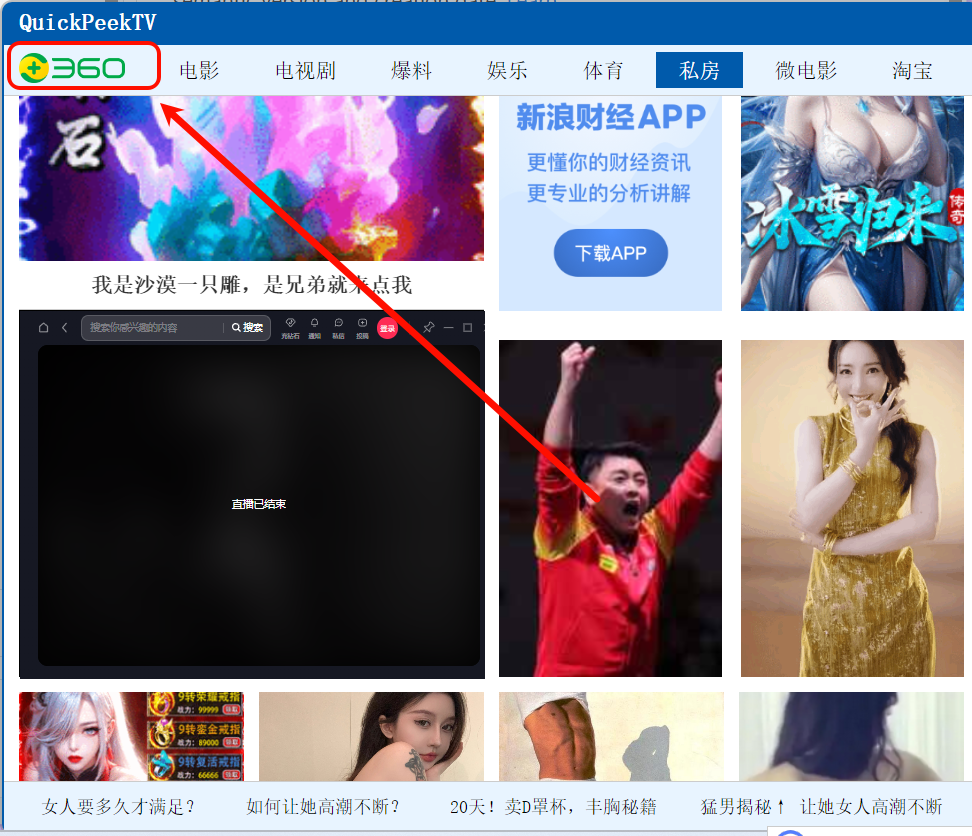 QuickPeekTV
360 电影 电视剧 爆料 娱乐 体育 私房 微电影 淘宝
石
我是沙漠一只雕，是兄弟就来点我
新浪财经APP
更懂你的财经资讯
更专业的分析讲解
下载APP
冰雪归来
传奇
搜索你感兴趣的内容 搜索 充钻石 通知 私信 投稿 登录
直播已结束
9转荣耀戒指
战力：99999
9转銮金戒指
战力：89000
9转复活戒指
战力：66666
女人要多久才满足？ 如何让她高潮不断？ 20天！卖D罩杯，丰胸秘籍 猛男揭秘↑ 让她女人高潮不断